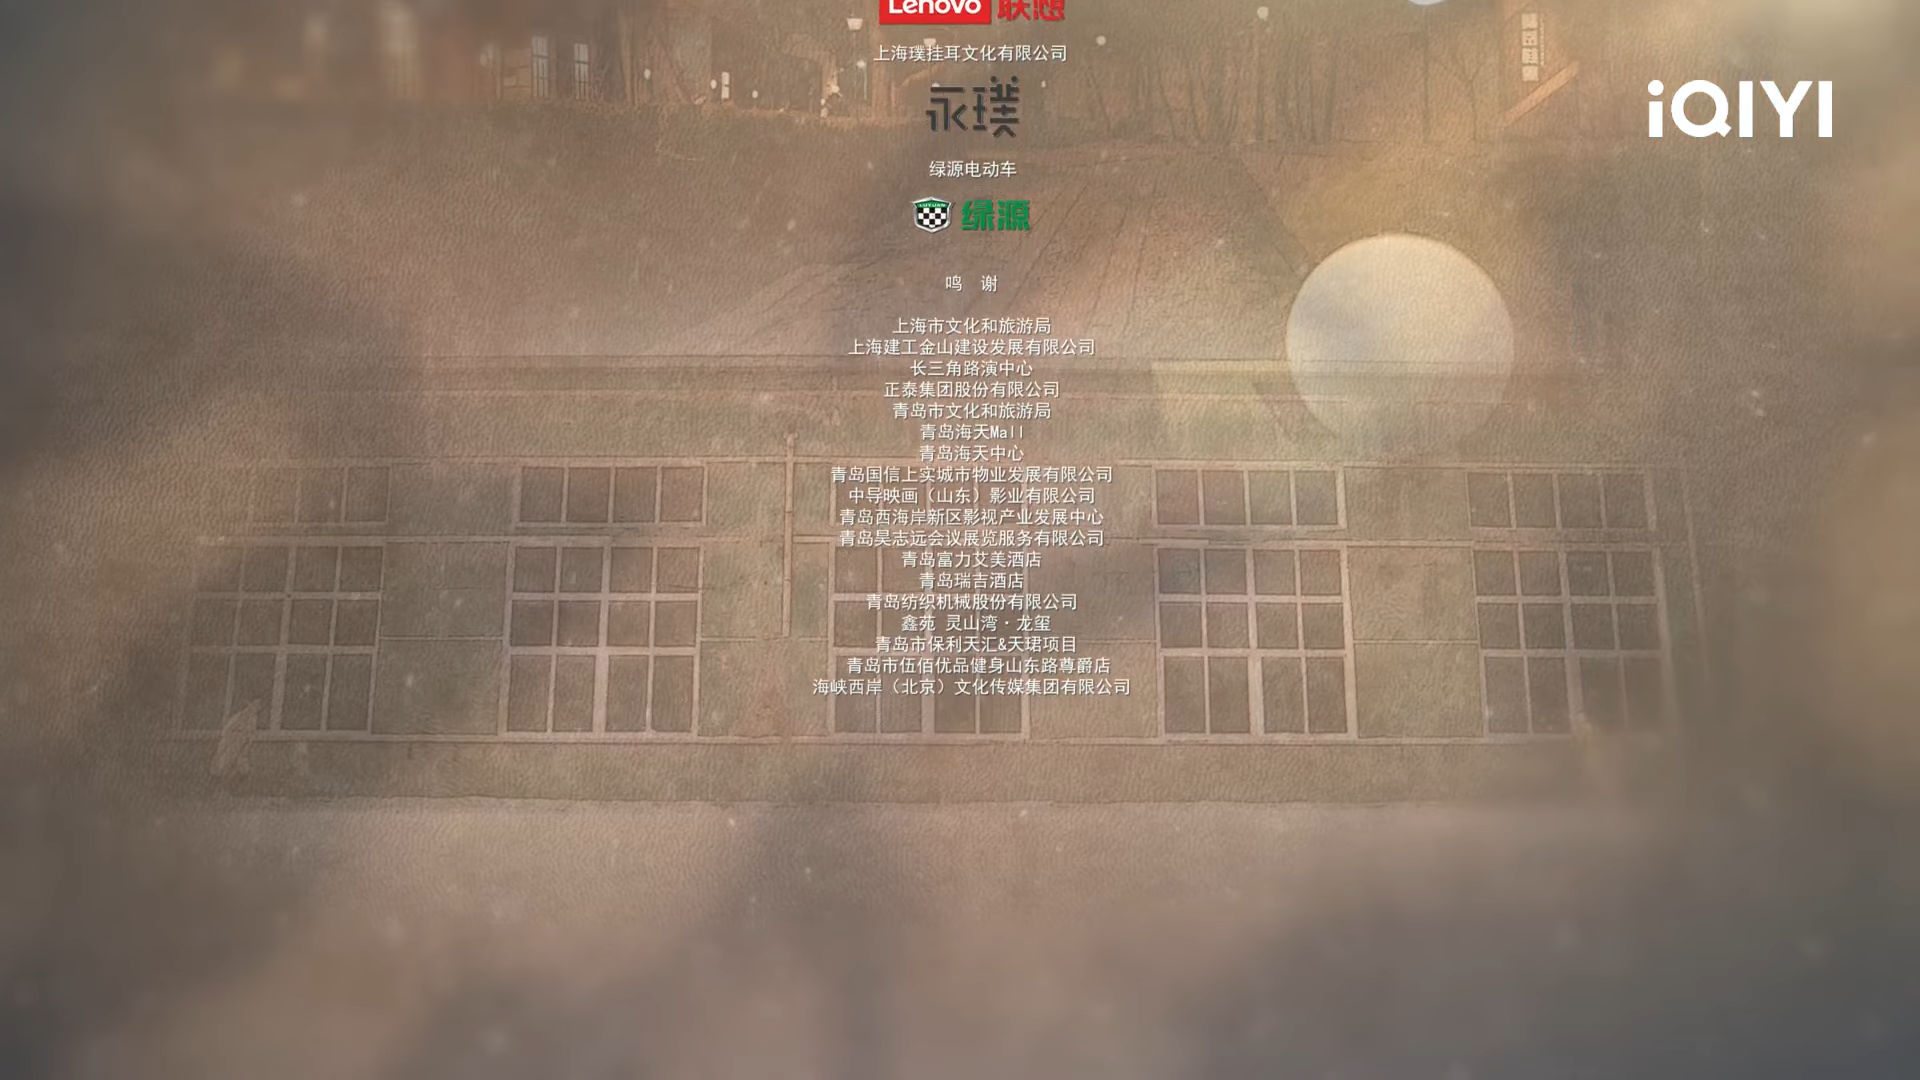 Lenovo 联想
iQIYI
上海璞挂耳文化有限公司
永璞
绿源电动车
LUYUAN 绿源
鸣 谢
上海市文化和旅游局
上海建工金山建设发展有限公司
长三角路演中心
正泰集团股份有限公司
青岛市文化和旅游局
青岛海天Mall
青岛海天中心
青岛国信上实城市物业发展有限公司
中导映画（山东）影业有限公司
青岛西海岸新区影视产业发展中心
青岛昊志远会议展览服务有限公司
青岛富力艾美酒店
青岛瑞吉酒店
青岛纺织机械股份有限公司
鑫苑 灵山湾·龙玺
青岛市保利天汇&天珺项目
青岛市伍佰优品健身山东路尊爵店
海峡西岸（北京）文化传媒集团有限公司